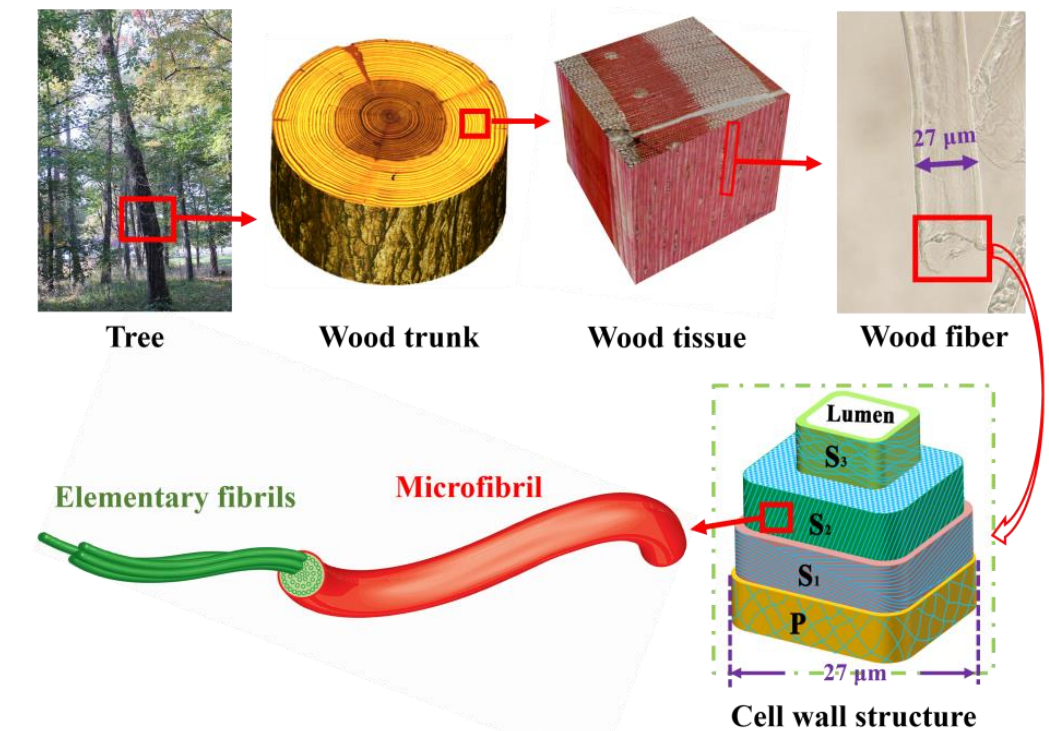 27 μm
Tree
Wood trunk
Wood tissue
Wood fiber
Elementary fibrils
Microfibril
Lumen
S3
S2
S1
P
27 μm
Cell wall structure